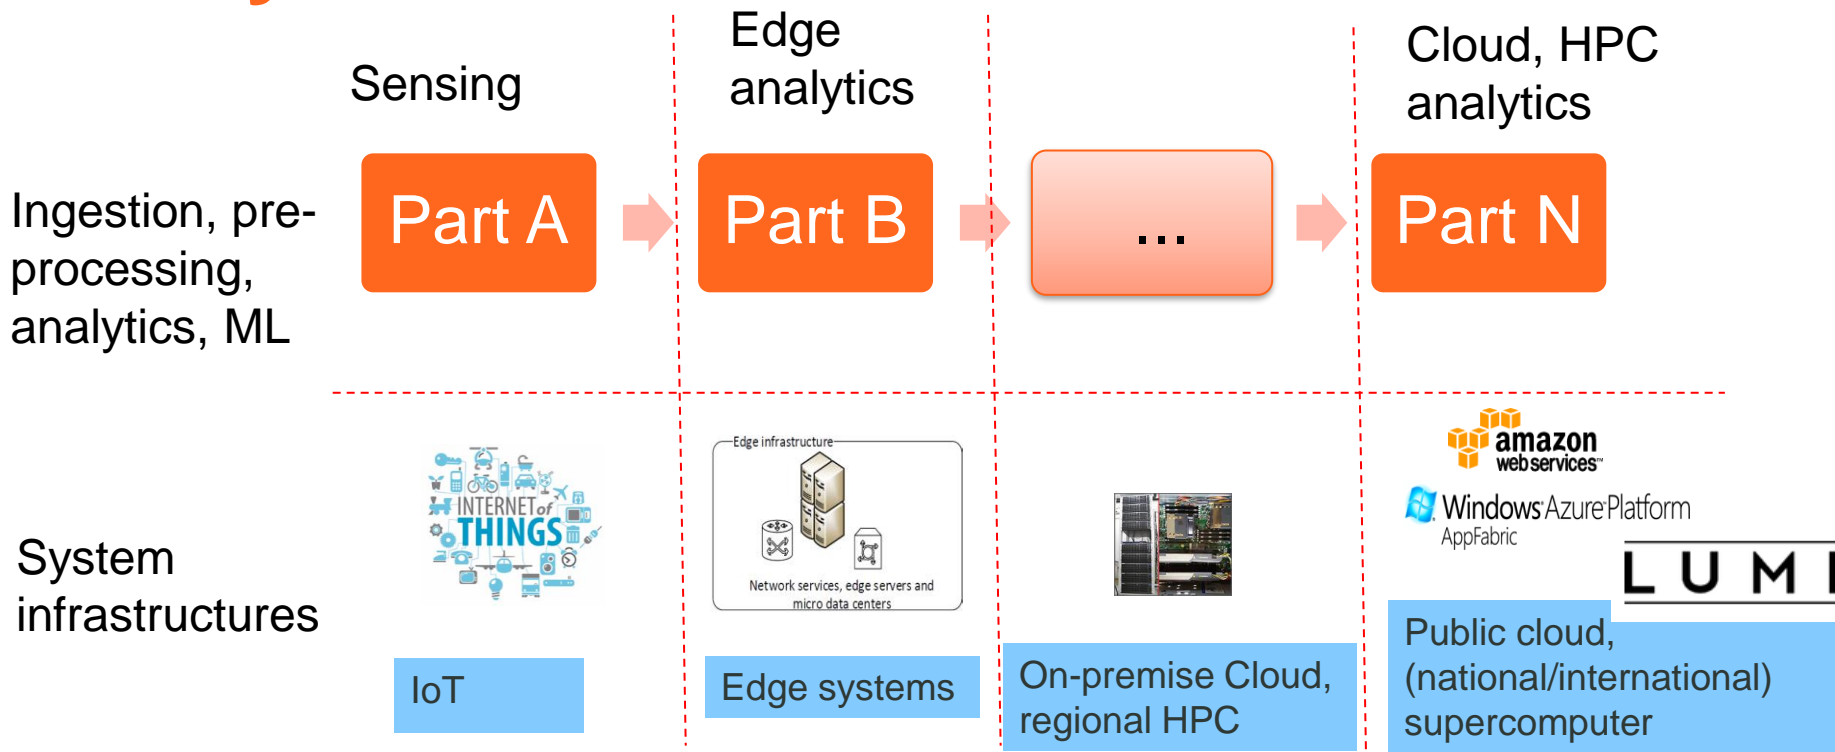 Sensing
Edge
analytics
Cloud, HPC
analytics
Ingestion, pre-
processing,
analytics, ML
Part A
Part B
...
Part N
System
infrastructures
INTERNET of
THINGS
Edge infrastructure
Network services, edge servers and
micro data centers
amazon
web services™
Windows Azure Platform
AppFabric
LUMI
IoT
Edge systems
On-premise Cloud,
regional HPC
Public cloud,
(national/international)
supercomputer